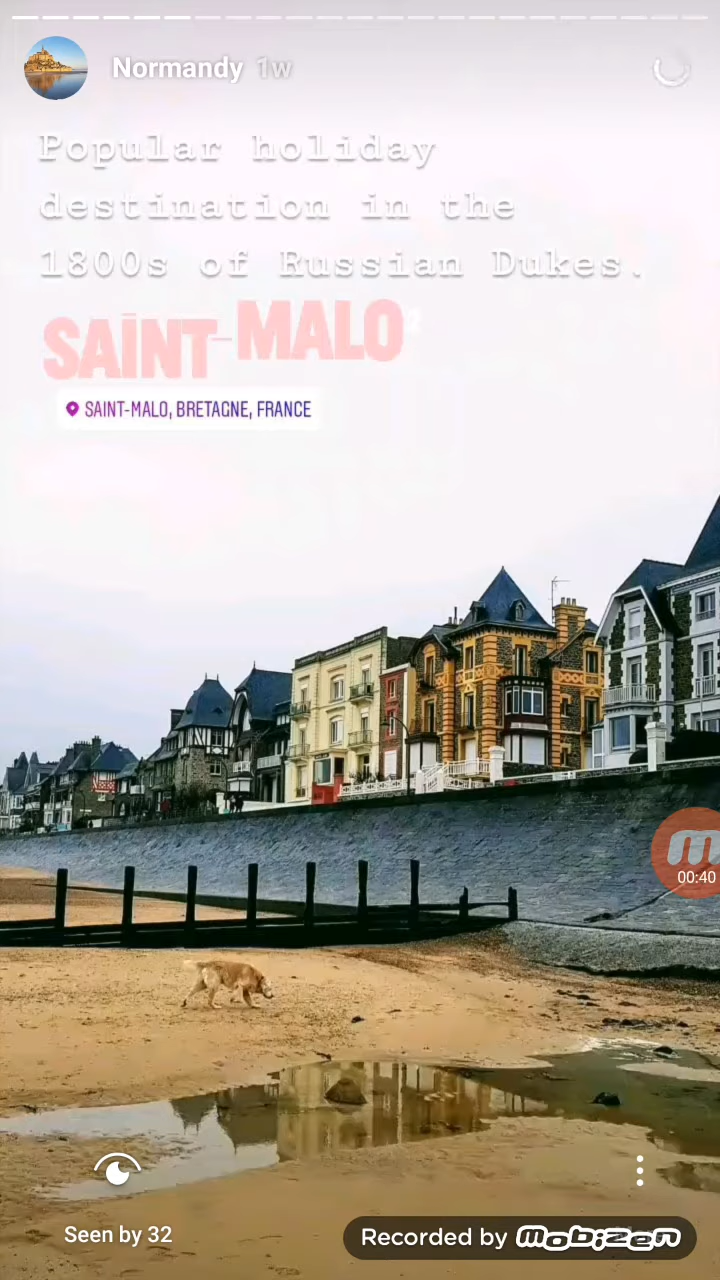 Normandy 1w
Popular holiday
destination in the
1800s of Russian Dukes.
SAINT-MALO
SAINT-MALO, BRETAGNE, FRANCE
00:40
Seen by 32
Recorded by mobizen